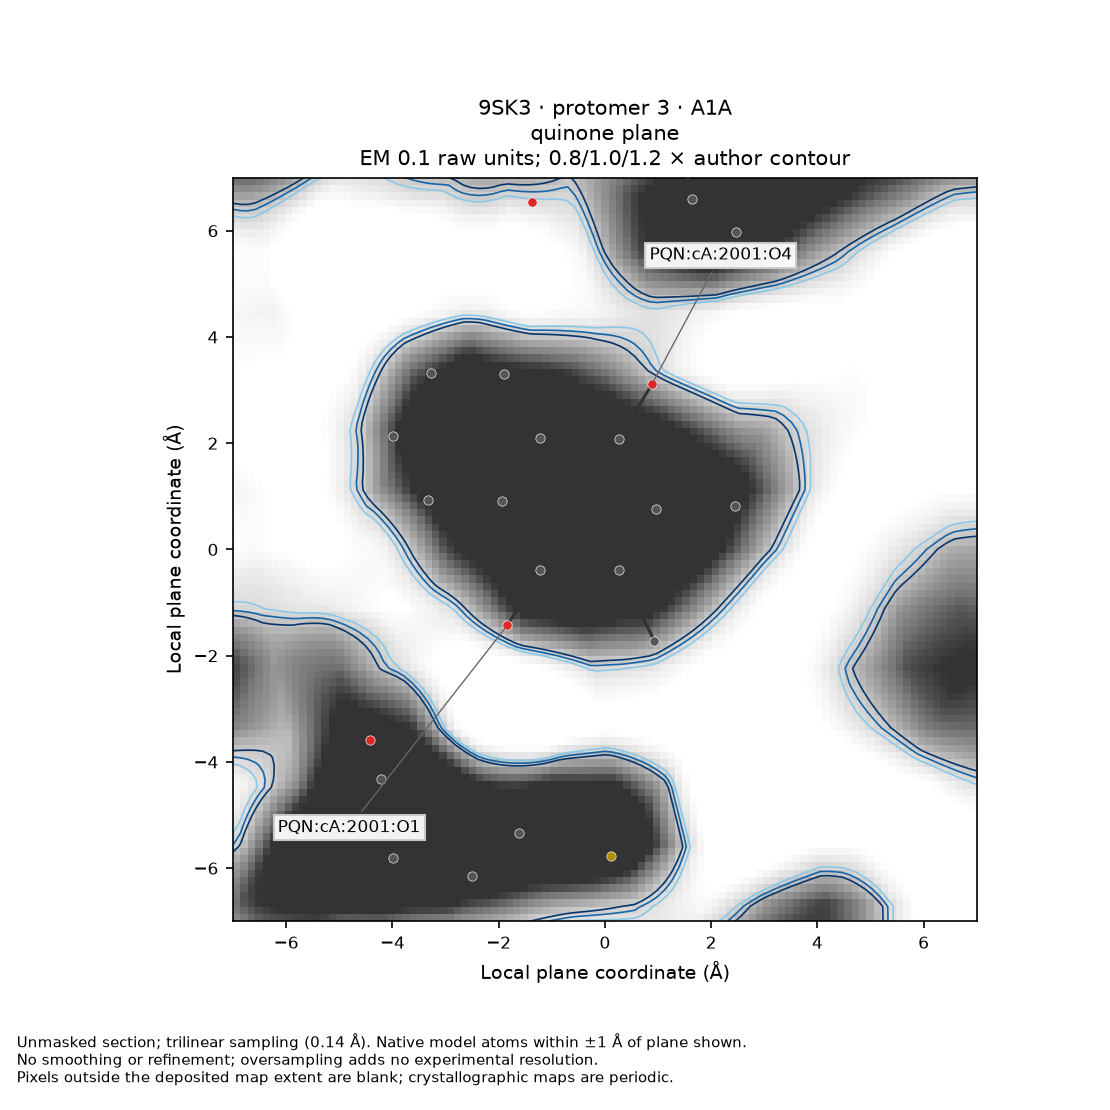 9SK3 · protomer 3 · A1A
quinone plane
EM 0.1 raw units; 0.8/1.0/1.2 × author contour
PQN:cA:2001:O4
PQN:cA:2001:O1
6
4
2
0
−2
−4
−6
Local plane coordinate (Å)
−6 −4 −2 0 2 4 6
Local plane coordinate (Å)
Unmasked section; trilinear sampling (0.14 Å). Native model atoms within ±1 Å of plane shown.
No smoothing or refinement; oversampling adds no experimental resolution.
Pixels outside the deposited map extent are blank; crystallographic maps are periodic.